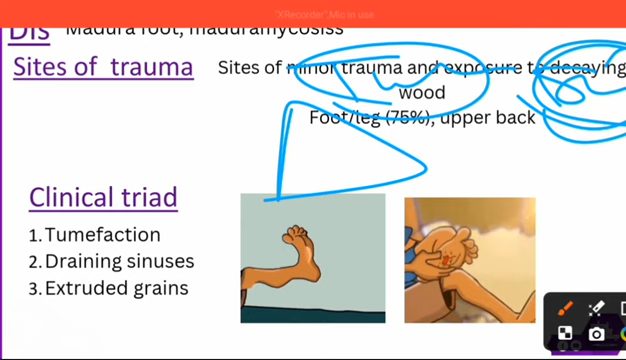 "XRecorder",Mic in use
Dis Madura foot, maduramycosiss
Sites of trauma Sites of minor trauma and exposure to decaying
wood
Foot/leg (75%), upper back
Clinical triad
1. Tumefaction
2. Draining sinuses
3. Extruded grains